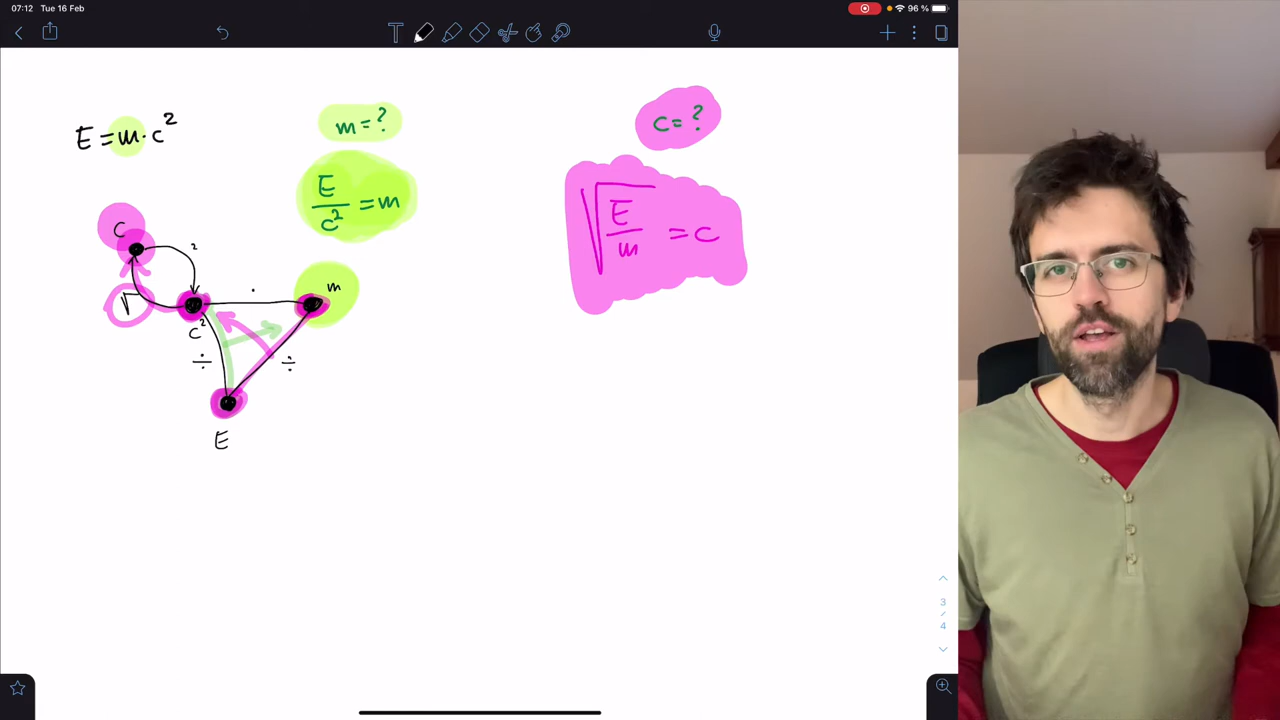 07:12 Tue 16 Feb
96 %
T
E = m · c²
m = ?
E/c² = m
c = ?
√(E/m) = c
C
2
√
·
m
c²
÷
÷
E
3
/
4